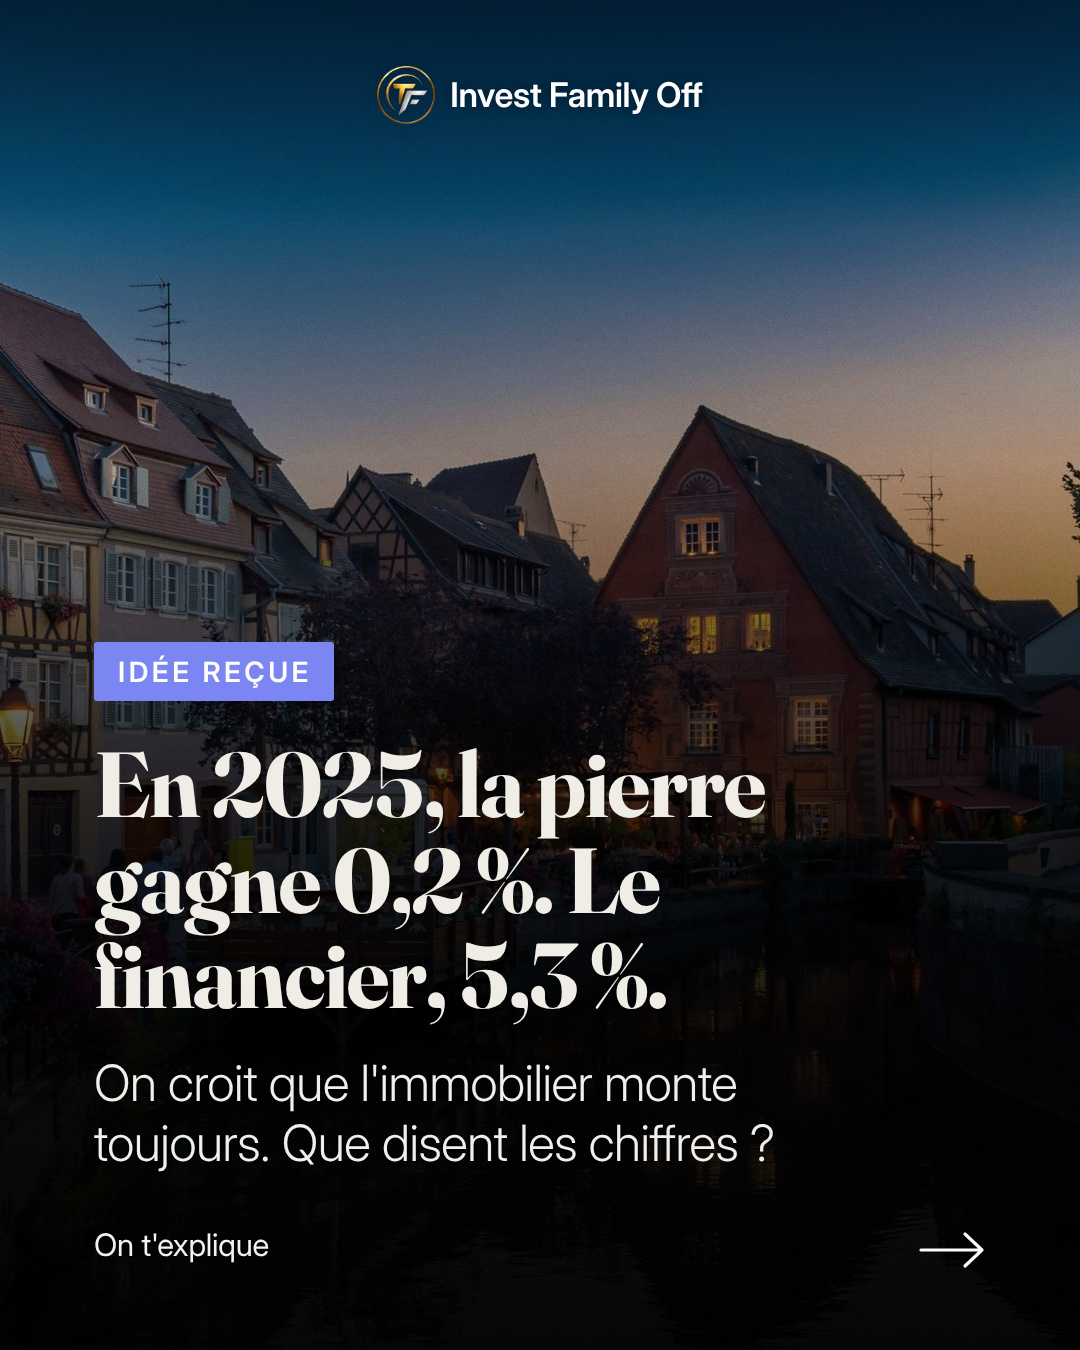 Invest Family Off
IDÉE REÇUE
En 2025, la pierre
gagne 0,2 %. Le
financier, 5,3 %.
On croit que l'immobilier monte
toujours. Que disent les chiffres ?
On t'explique